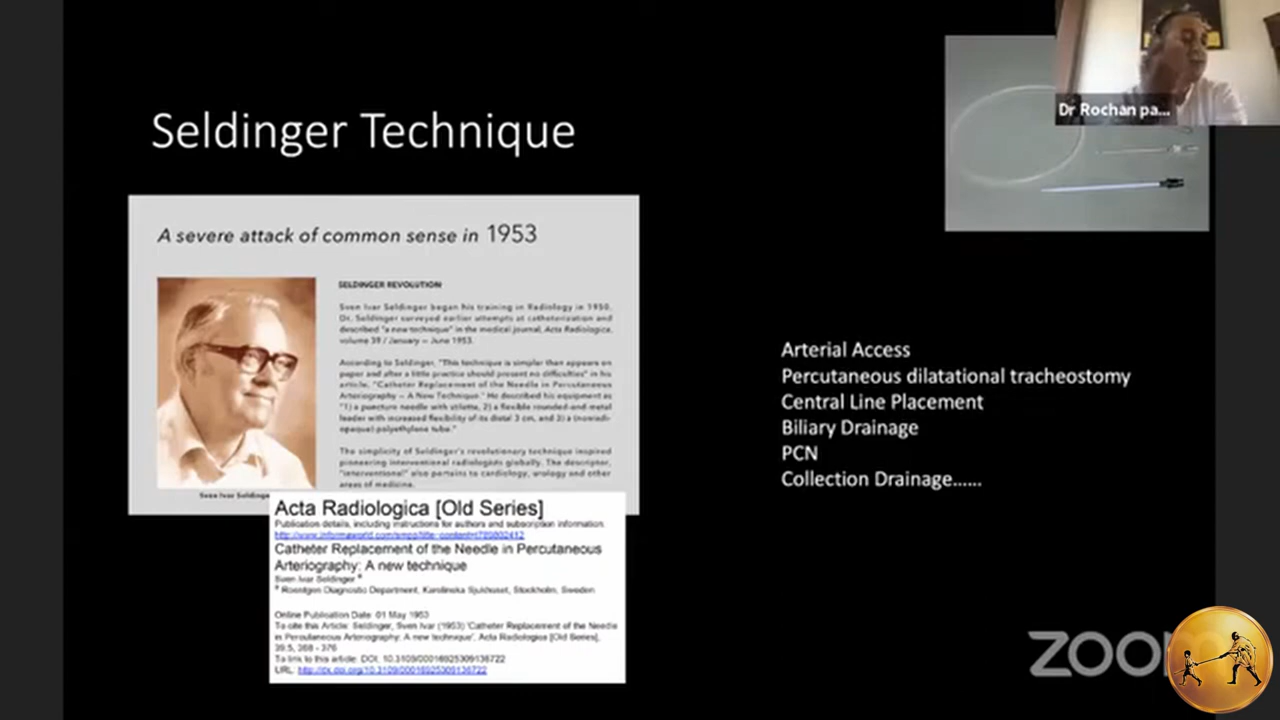 Dr Rochan pa...
Seldinger Technique
A severe attack of common sense in 1953
SELDINGER REVOLUTION
Sven Ivar Seldinger began his training in Radiology in 1950.
Dr. Seldinger surveyed earlier attempts at catheterization and
described "a new technique" in the medical journal, Acta Radiologica,
volume 39 / January – June 1953.
According to Seldinger, "This technique is simpler than appears on
paper and after a little practice should present no difficulties" in his
article, "Catheter Replacement of the Needle in Percutaneous
Arteriography – A New Technique." He described his equipment as
"1) a puncture needle with stilette, 2) a flexible rounded-end metal
leader with increased flexibility of its distal 3 cm, and 3) a
polyethylene tube."
The simplicity of Seldinger's revolutionary technique inspired
pioneering interventional radiologists globally. The descriptor,
"interventional" also pertains to cardiology, urology and other
areas of medicine.
Sven Ivar Seldinge
Acta Radiologica [Old Series]
Publication details, including instructions for authors and subscription information:
Catheter Replacement of the Needle in Percutaneous
Arteriography: A new technique
Sven Ivar Seldinger
Roentgen Diagnostic Department, Karolinska Sjukhuset, Stockholm, Sweden
Online Publication Date: 01 May 1953
To cite this Article: Seldinger, Sven Ivar (1953) 'Catheter Replacement of the Needle
in Percutaneous Arteriography: A new technique', Acta Radiologica [Old Series],
39:5, 368 - 376
To link to this article: DOI: 10.3109/00016925309136722
URL: http://dx.doi.org/10.3109/00016925309136722
Arterial Access
Percutaneous dilatational tracheostomy
Central Line Placement
Biliary Drainage
PCN
Collection Drainage......
zoom